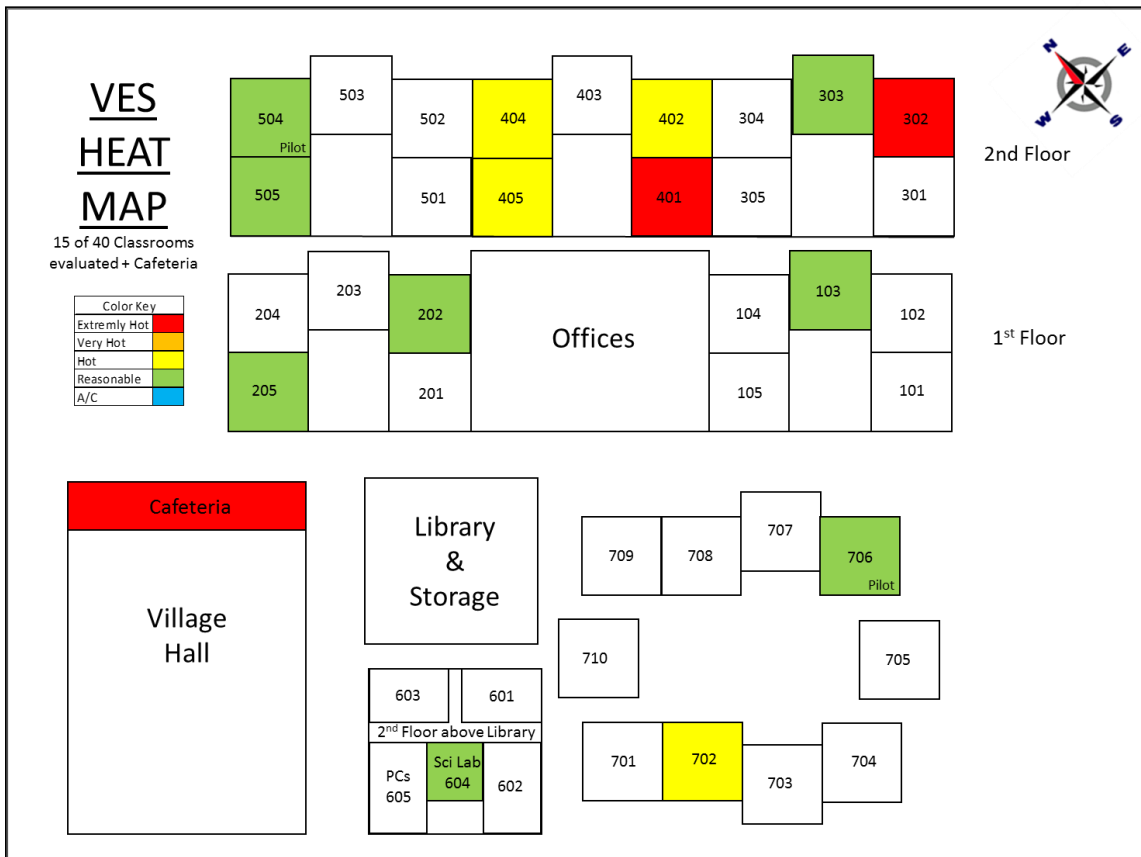 VES
HEAT
MAP
15 of 40 Classrooms
evaluated + Cafeteria
Color Key
Extremly Hot
Very Hot
Hot
Reasonable
A/C
N
E
W
S
503
403
303
504
Pilot
502
404
402
304
302
2nd Floor
505
501
405
401
305
301
203
103
204
202
Offices
104
102
1st Floor
205
201
105
101
Cafeteria
Village
Hall
Library
&
Storage
707
709
708
706
Pilot
710
705
603
601
2nd Floor above Library
PCs
605
Sci Lab
604
602
701
702
703
704